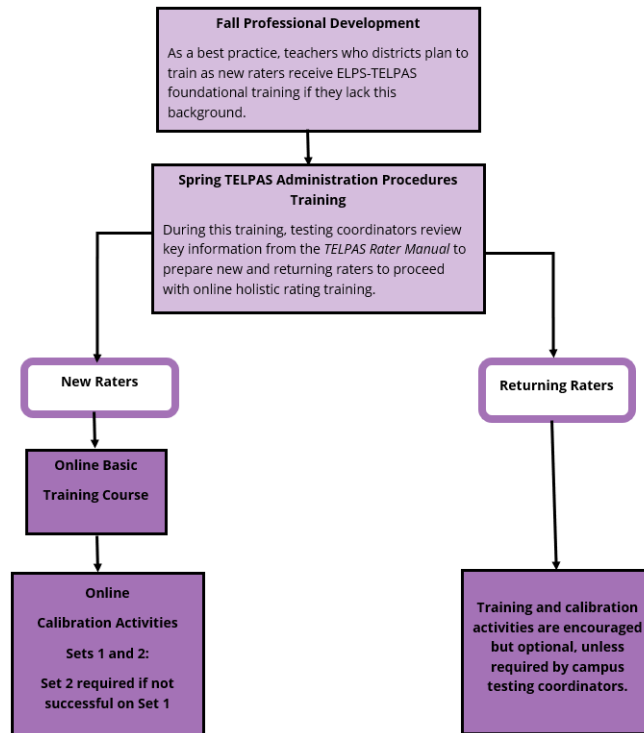 Fall Professional Development
As a best practice, teachers who districts plan to
train as new raters receive ELPS-TELPAS
foundational training if they lack this
background.
Spring TELPAS Administration Procedures
Training
During this training, testing coordinators review
key information from the TELPAS Rater Manual to
prepare new and returning raters to proceed
with online holistic rating training.
New Raters
Returning Raters
Online Basic
Training Course
Online
Calibration Activities
Sets 1 and 2:
Set 2 required if not
successful on Set 1
Training and calibration
activities are encouraged
but optional, unless
required by campus
testing coordinators.